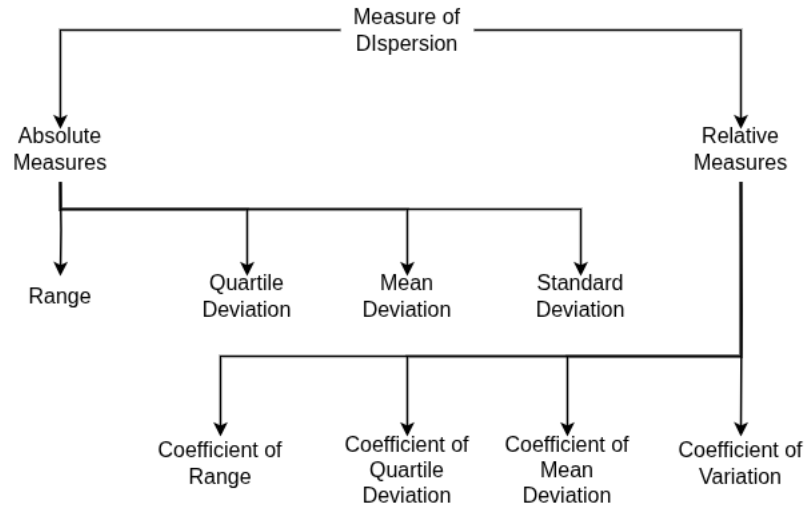 Measure of
DIspersion
Absolute
Measures
Relative
Measures
Range
Quartile
Deviation
Mean
Deviation
Standard
Deviation
Coefficient of
Range
Coefficient of
Quartile
Deviation
Coefficient of
Mean
Deviation
Coefficient of
Variation